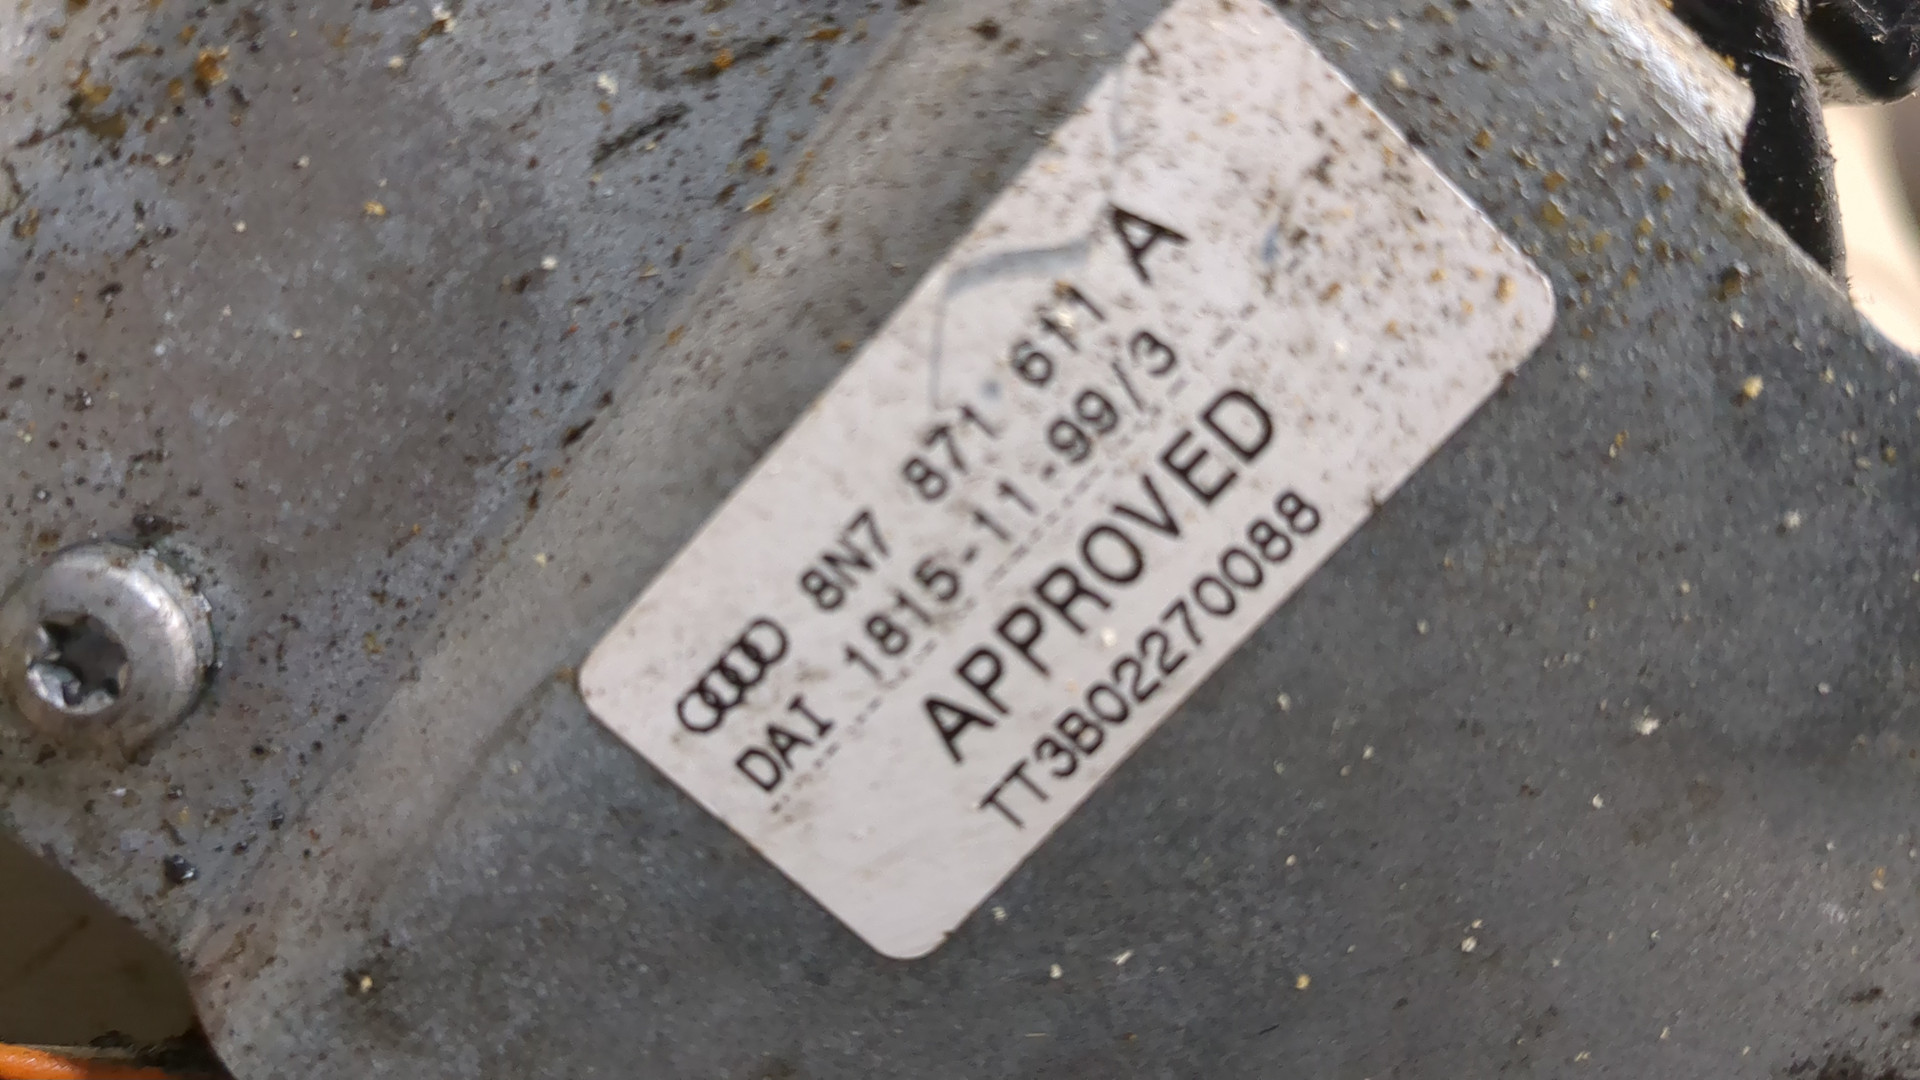 8N7 871 611 A
DAI 1815-11-99/3
APPROVED
TT3B02270088